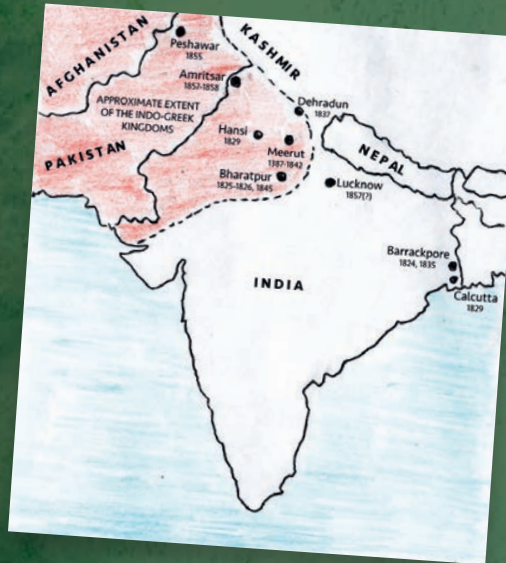 AFGHANISTAN
KASHMIR
Peshawar
1855
Amritsar
1857-1858
APPROXIMATE EXTENT
OF THE INDO-GREEK
KINGDOMS
Dehradun
1837
Hansi
1829
Meerut
1387-1842
PAKISTAN
NEPAL
Bharatpur
1825-1826, 1845
Lucknow
1857(?)
Barrackpore
1824, 1835
INDIA
Calcutta
1829